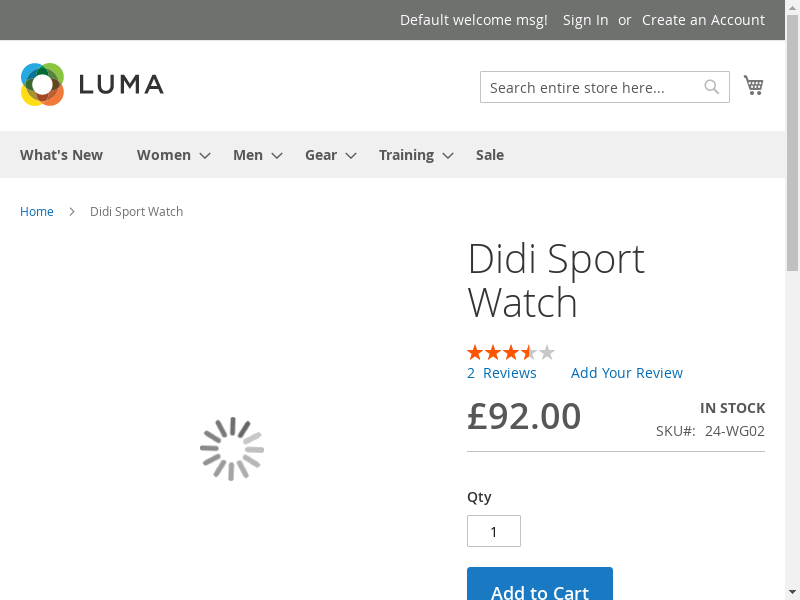 Default welcome msg! Sign In or Create an Account
LUMA
Search entire store here...
What's New Women Men Gear Training Sale
Home Didi Sport Watch
Didi Sport
Watch
2 Reviews Add Your Review
£92.00
IN STOCK
SKU#: 24-WG02
Qty
1
Add to Cart